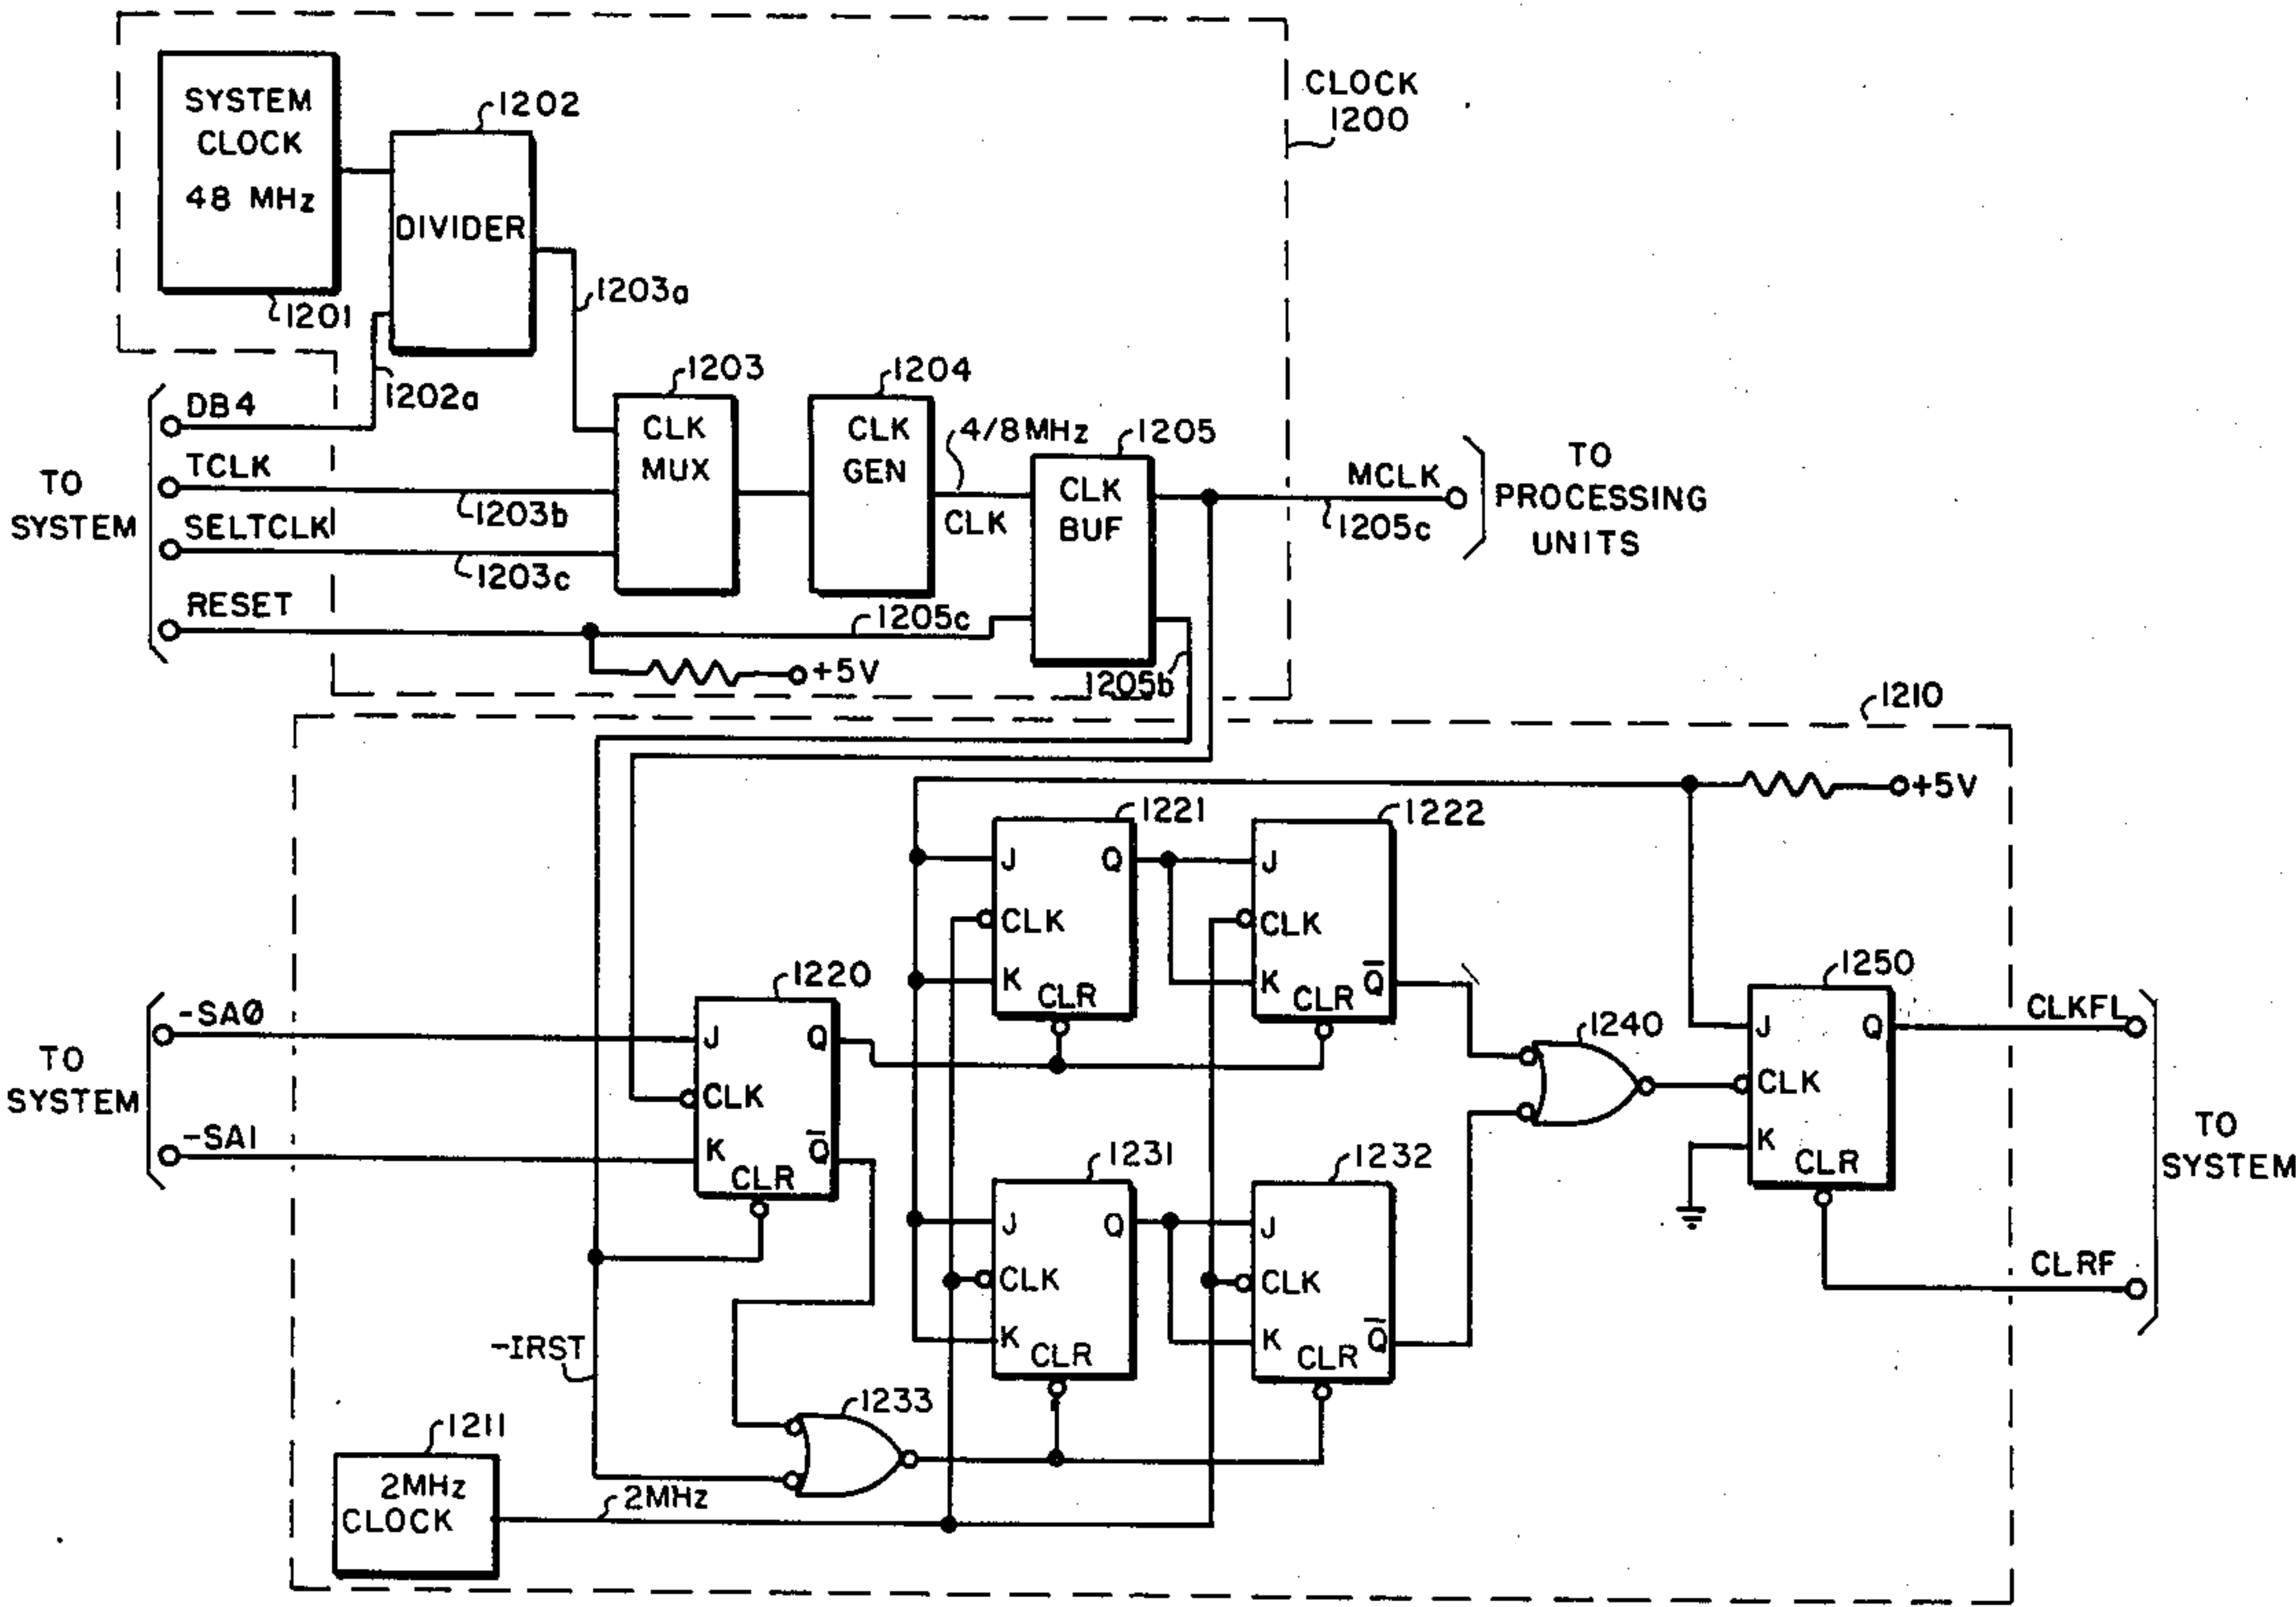 SYSTEM
CLOCK
48 MHz
1201
1202
DIVIDER
1203a
1202a
CLOCK
1200
TO
SYSTEM
DB4
TCLK
SELTCLK
RESET
1203b
1203c
1203
CLK
MUX
1204
CLK
GEN
4/8MHz
CLK
1205
CLK
BUF
1205c
+5V
1205b
MCLK
1205c
TO
PROCESSING
UNITS
1210
+5V
1221
J
Q
CLK
K
CLR
1222
J
CLK
K
Q̅
CLR
TO
SYSTEM
-SAØ
-SA1
1220
J
Q
CLK
K
Q̅
CLR
1231
J
Q
CLK
K
CLR
1232
J
CLK
K
Q̅
CLR
1240
1250
J
Q
CLK
K
CLR
CLKFL
CLRF
TO
SYSTEM
-IRST
1233
1211
2MHz
CLOCK
2MHz